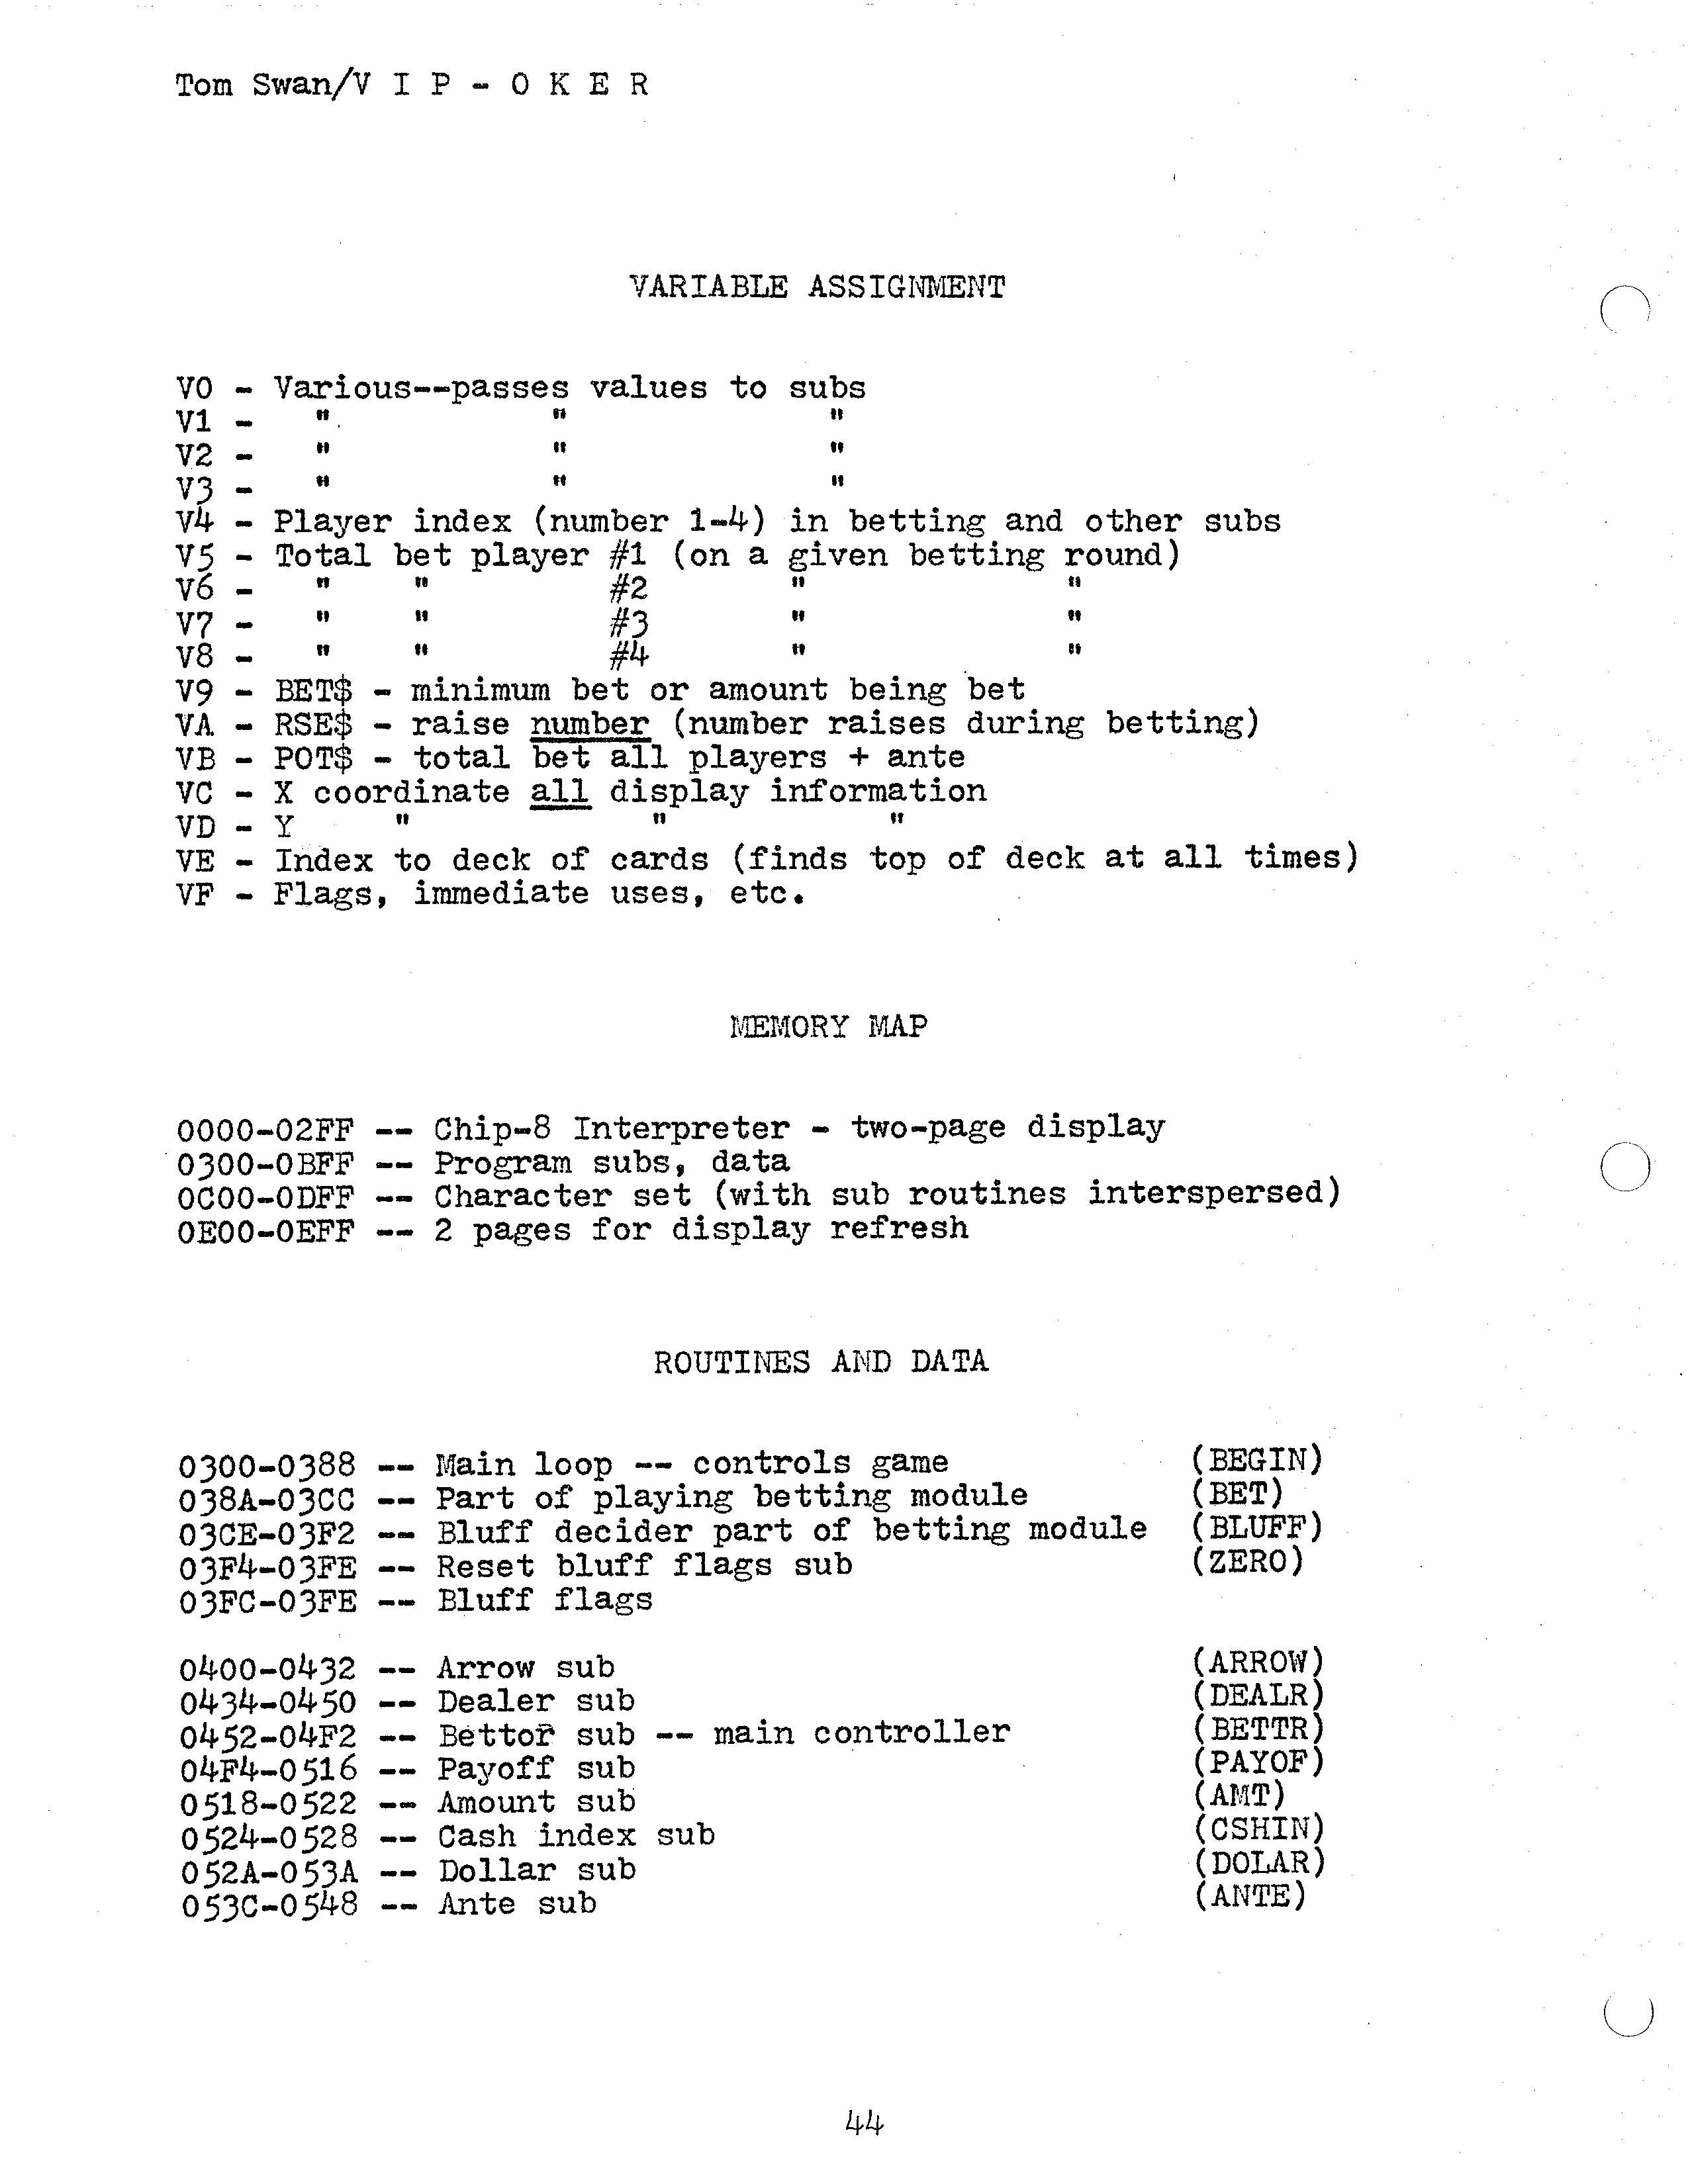 Tom Swan/V I P - O K E R
VARIABLE ASSIGNMENT
V0 - Various--passes values to subs
V1 - " " "
V2 - " " "
V3 - " " "
V4 - Player index (number 1-4) in betting and other subs
V5 - Total bet player #1 (on a given betting round)
V6 - " " #2 " "
V7 - " " #3 " "
V8 - " " #4 " "
V9 - BET$ - minimum bet or amount being bet
VA - RSE$ - raise number (number raises during betting)
VB - POT$ - total bet all players + ante
VC - X coordinate all display information
VD - Y " " "
VE - Index to deck of cards (finds top of deck at all times)
VF - Flags, immediate uses, etc.
MEMORY MAP
0000-02FF -- Chip-8 Interpreter - two-page display
0300-0BFF -- Program subs, data
0C00-0DFF -- Character set (with sub routines interspersed)
0E00-0EFF -- 2 pages for display refresh
ROUTINES AND DATA
0300-0388 -- Main loop -- controls game (BEGIN)
038A-03CC -- Part of playing betting module (BET)
03CE-03F2 -- Bluff decider part of betting module (BLUFF)
03F4-03FE -- Reset bluff flags sub (ZERO)
03FC-03FE -- Bluff flags
0400-0432 -- Arrow sub (ARROW)
0434-0450 -- Dealer sub (DEALR)
0452-04F2 -- Bettor sub -- main controller (BETTR)
04F4-0516 -- Payoff sub (PAYOF)
0518-0522 -- Amount sub (AMT)
0524-0528 -- Cash index sub (CSHIN)
052A-053A -- Dollar sub (DOLAR)
053C-0548 -- Ante sub (ANTE)
44